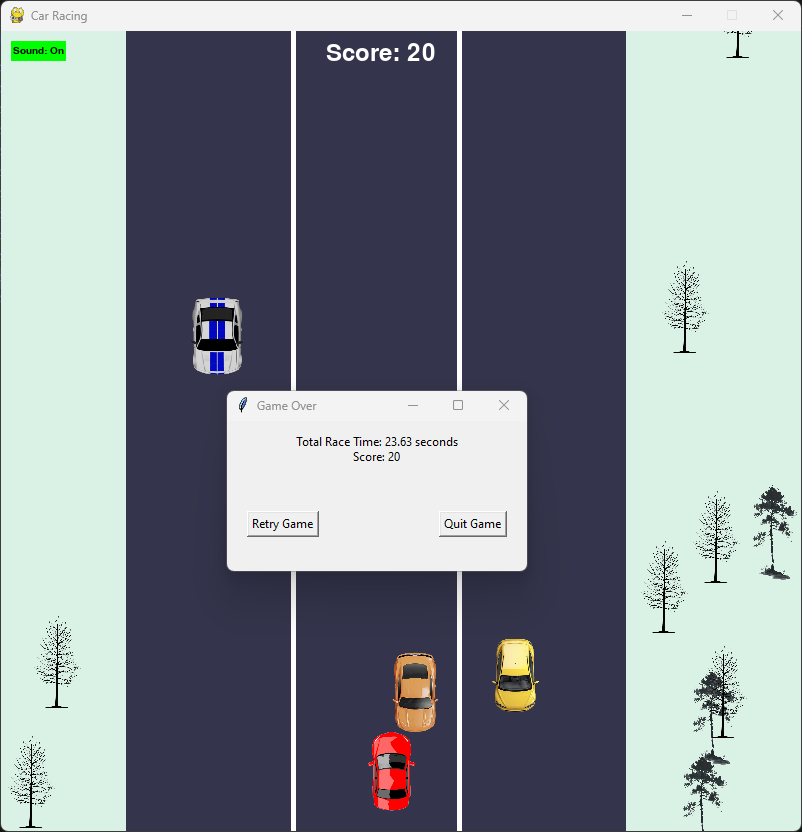 Car Racing
Sound: On
Score: 20
Game Over
Total Race Time: 23.63 seconds
Score: 20
Retry Game
Quit Game